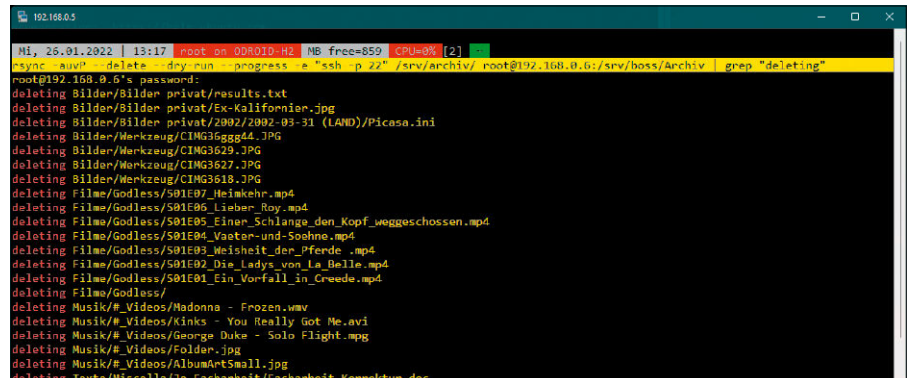 192.168.0.5
Mi, 26.01.2022 | 13:17 root on ODROID-H2 MB free=859 CPU=0% [2] ~
rsync -auvP --delete --dry-run --progress -e "ssh -p 22" /srv/archiv/ root@192.168.0.6:/srv/boss/Archiv | grep "deleting"
root@192.168.0.6's password:
deleting Bilder/Bilder privat/results.txt
deleting Bilder/Bilder privat/Ex-Kalifornier.jpg
deleting Bilder/Bilder privat/2002/2002-03-31 (LAND)/Picasa.ini
deleting Bilder/Werkzeug/CIMG36ggg44.JPG
deleting Bilder/Werkzeug/CIMG3629.JPG
deleting Bilder/Werkzeug/CIMG3627.JPG
deleting Bilder/Werkzeug/CIMG3618.JPG
deleting Filme/Godless/S01E07_Heimkehr.mp4
deleting Filme/Godless/S01E06_Lieber_Roy.mp4
deleting Filme/Godless/S01E05_Einer_Schlange_den_Kopf_weggeschossen.mp4
deleting Filme/Godless/S01E04_Vaeter-und-Soehne.mp4
deleting Filme/Godless/S01E03_Weisheit_der_Pferde .mp4
deleting Filme/Godless/S01E02_Die_Ladys_von_La_Belle.mp4
deleting Filme/Godless/S01E01_Ein_Vorfall_in_Creede.mp4
deleting Filme/Godless/
deleting Musik/#_Videos/Madonna - Frozen.wmv
deleting Musik/#_Videos/Kinks - You Really Got Me.avi
deleting Musik/#_Videos/George Duke - Solo Flight.mpg
deleting Musik/#_Videos/Folder.jpg
deleting Musik/#_Videos/AlbumArtSmall.jpg
deleting